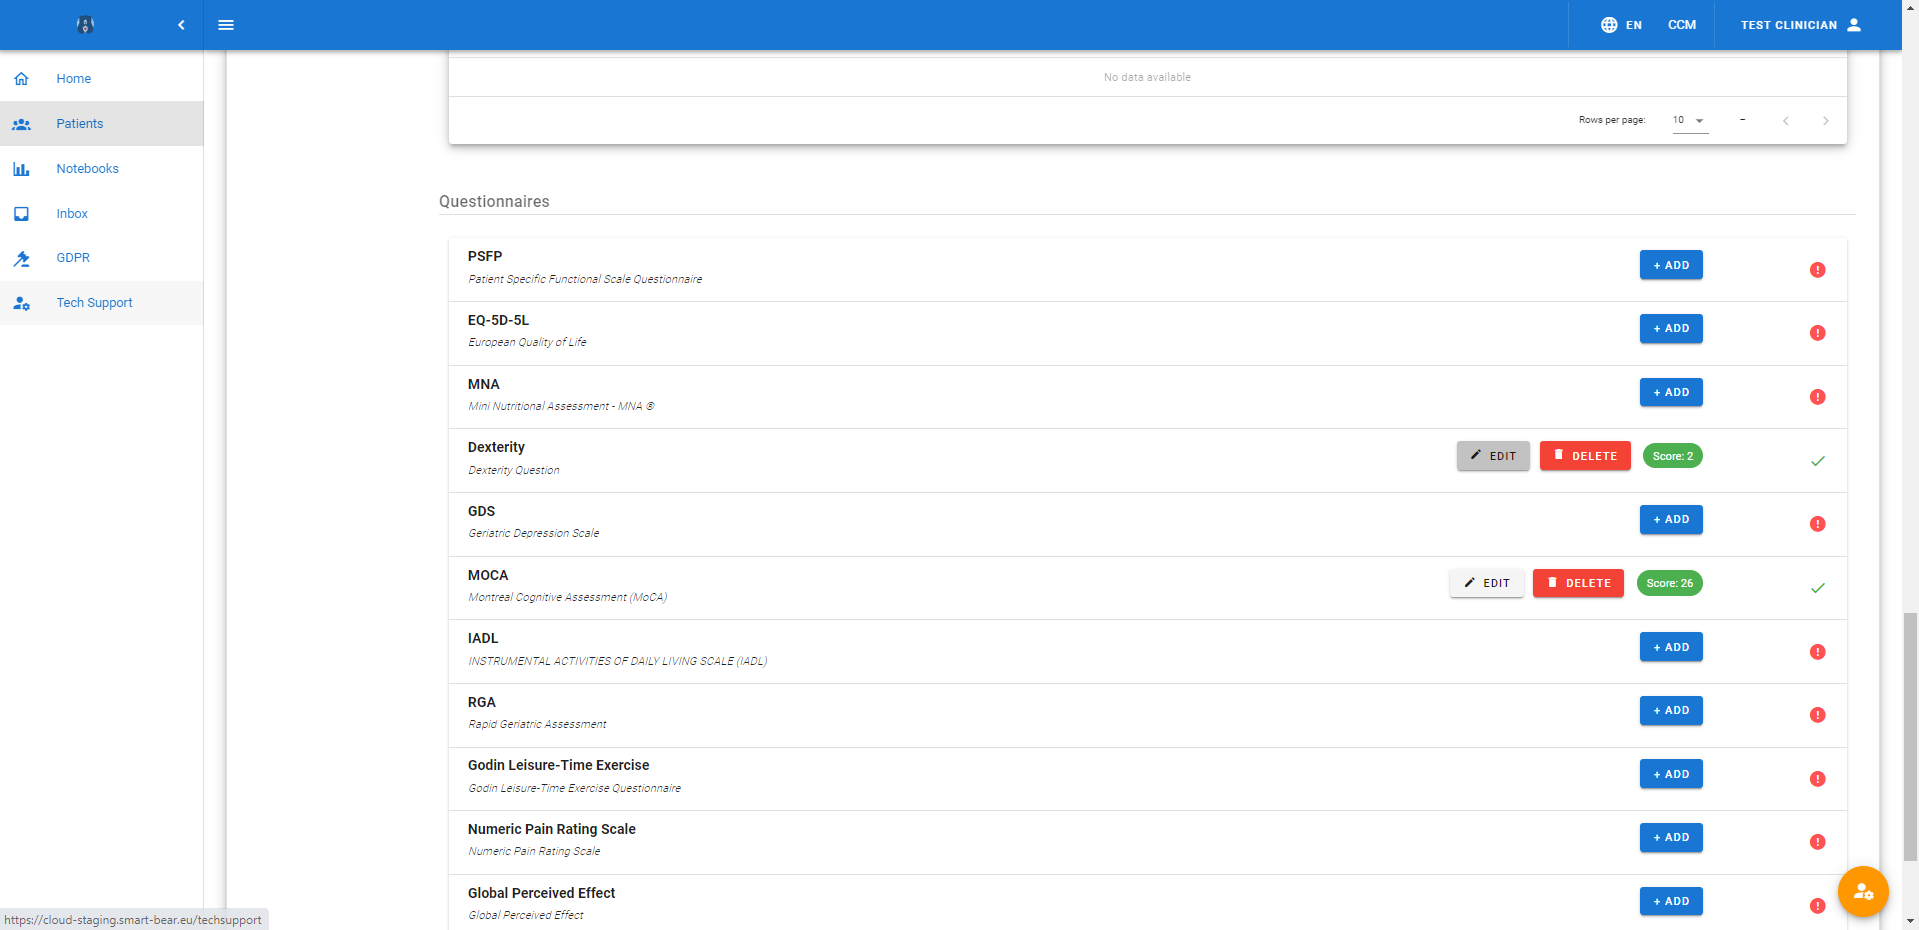 EN
CCM
TEST CLINICIAN
Home
Patients
Notebooks
Inbox
GDPR
Tech Support
No data available
Rows per page: 10 –
Questionnaires
PSFP
Patient Specific Functional Scale Questionnaire
+ ADD
EQ-5D-5L
European Quality of Life
+ ADD
MNA
Mini Nutritional Assessment - MNA ®
+ ADD
Dexterity
Dexterity Question
EDIT
DELETE
Score: 2
GDS
Geriatric Depression Scale
+ ADD
MOCA
Montreal Cognitive Assessment (MoCA)
EDIT
DELETE
Score: 26
IADL
INSTRUMENTAL ACTIVITIES OF DAILY LIVING SCALE (IADL)
+ ADD
RGA
Rapid Geriatric Assessment
+ ADD
Godin Leisure-Time Exercise
Godin Leisure-Time Exercise Questionnaire
+ ADD
Numeric Pain Rating Scale
Numeric Pain Rating Scale
+ ADD
Global Perceived Effect
Global Perceived Effect
+ ADD
https://cloud-staging.smart-bear.eu/techsupport